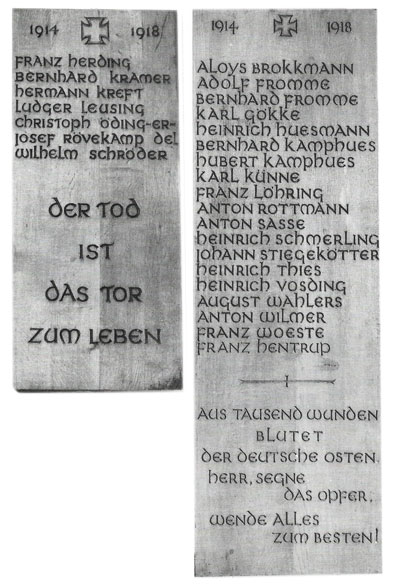 1914 1918
FRANZ HERDING
BERNHARD KRAMER
HERMANN KREFT
LUDGER LEUSING
CHRISTOPH ÖDING-ER-
JOSEF RÖVEKAMP DEL
WILHELM SCHRÖDER
DER TOD
IST
DAS TOR
ZUM LEBEN
1914 1918
ALOYS BROKKMANN
ADOLF FROMME
BERNHARD FROMME
KARL GÖKKE
HEINRICH HUESMANN
BERNHARD KAMPHUES
HUBERT KAMPHUES
KARL KÜNNE
FRANZ LÖHRING
ANTON ROTTMANN
ANTON SASSE
HEINRICH SCHMERLING
JOHANN STIEGEKÖTTER
HEINRICH THIES
HEINRICH VOSDING
AUGUST WAHLERS
ANTON WILMER
FRANZ WOESTE
FRANZ HENTRUP
AUS TAUSEND WUNDEN
BLUTET
DER DEUTSCHE OSTEN.
HERR, SEGNE
DAS OPFER,
WENDE ALLES
ZUM BESTEN!